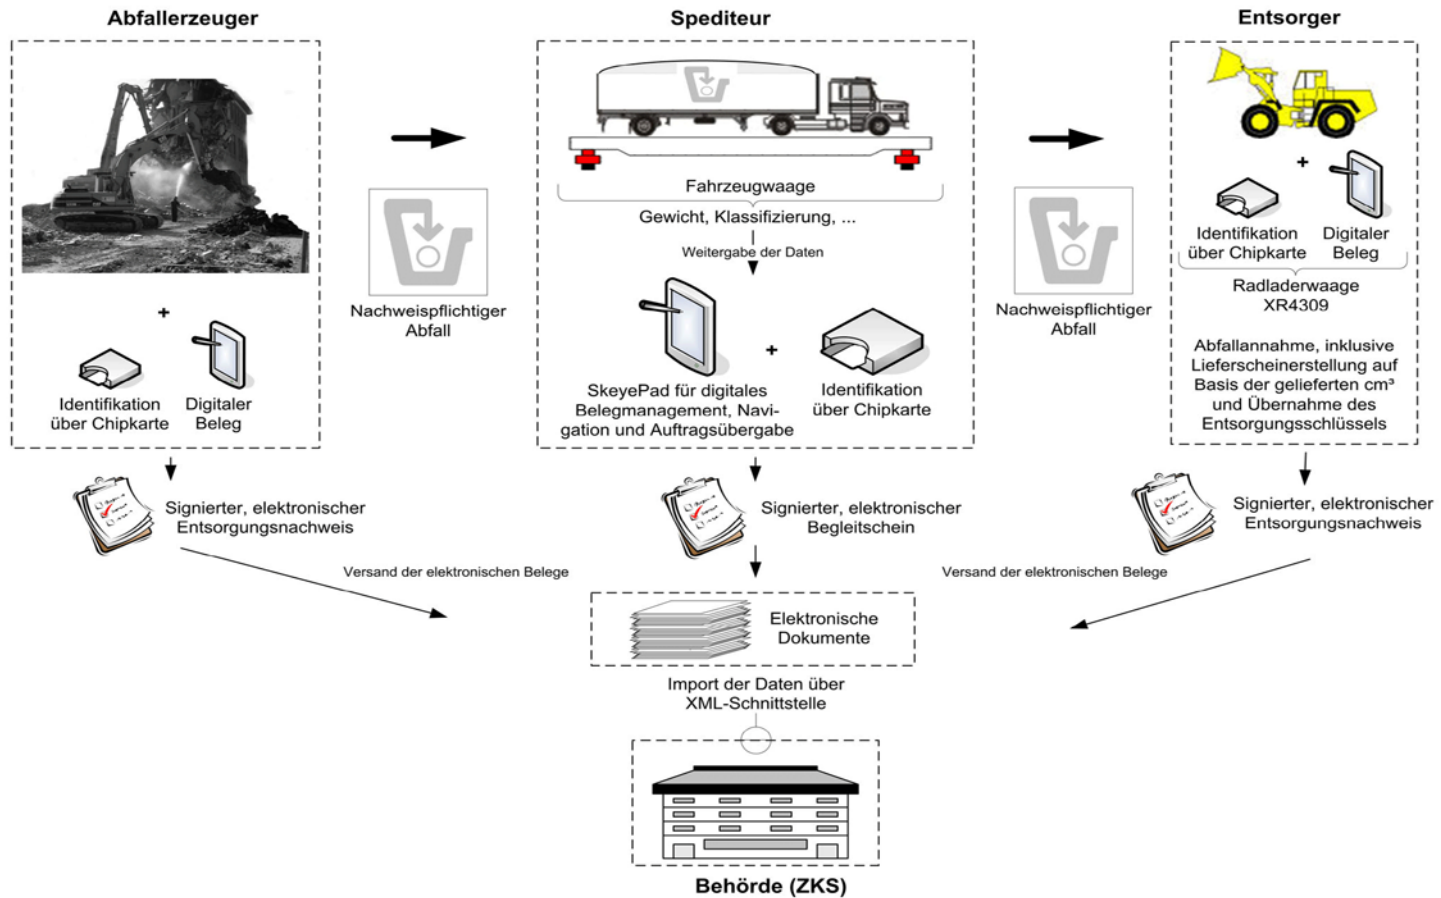 Abfallerzeuger
Spediteur
Entsorger
+
Identifikation
über Chipkarte
Digitaler
Beleg
Nachweispflichtiger
Abfall
Fahrzeugwaage
Gewicht, Klassifizierung, ...
Weitergabe der Daten
+
SkeyePad für digitales
Belegmanagement, Navi-
gation und Auftragsübergabe
Identifikation
über Chipkarte
Nachweispflichtiger
Abfall
+
Identifikation
über Chipkarte
Digitaler
Beleg
Radladerwaage
XR4309
Abfallannahme, inklusive
Lieferscheinerstellung auf
Basis der gelieferten cm³
und Übernahme des
Entsorgungsschlüssels
Signierter, elektronischer
Entsorgungsnachweis
Signierter, elektronischer
Begleitschein
Signierter, elektronischer
Entsorgungsnachweis
Versand der elektronischen Belege
Versand der elektronischen Belege
Elektronische
Dokumente
Import der Daten über
XML-Schnittstelle
Behörde (ZKS)